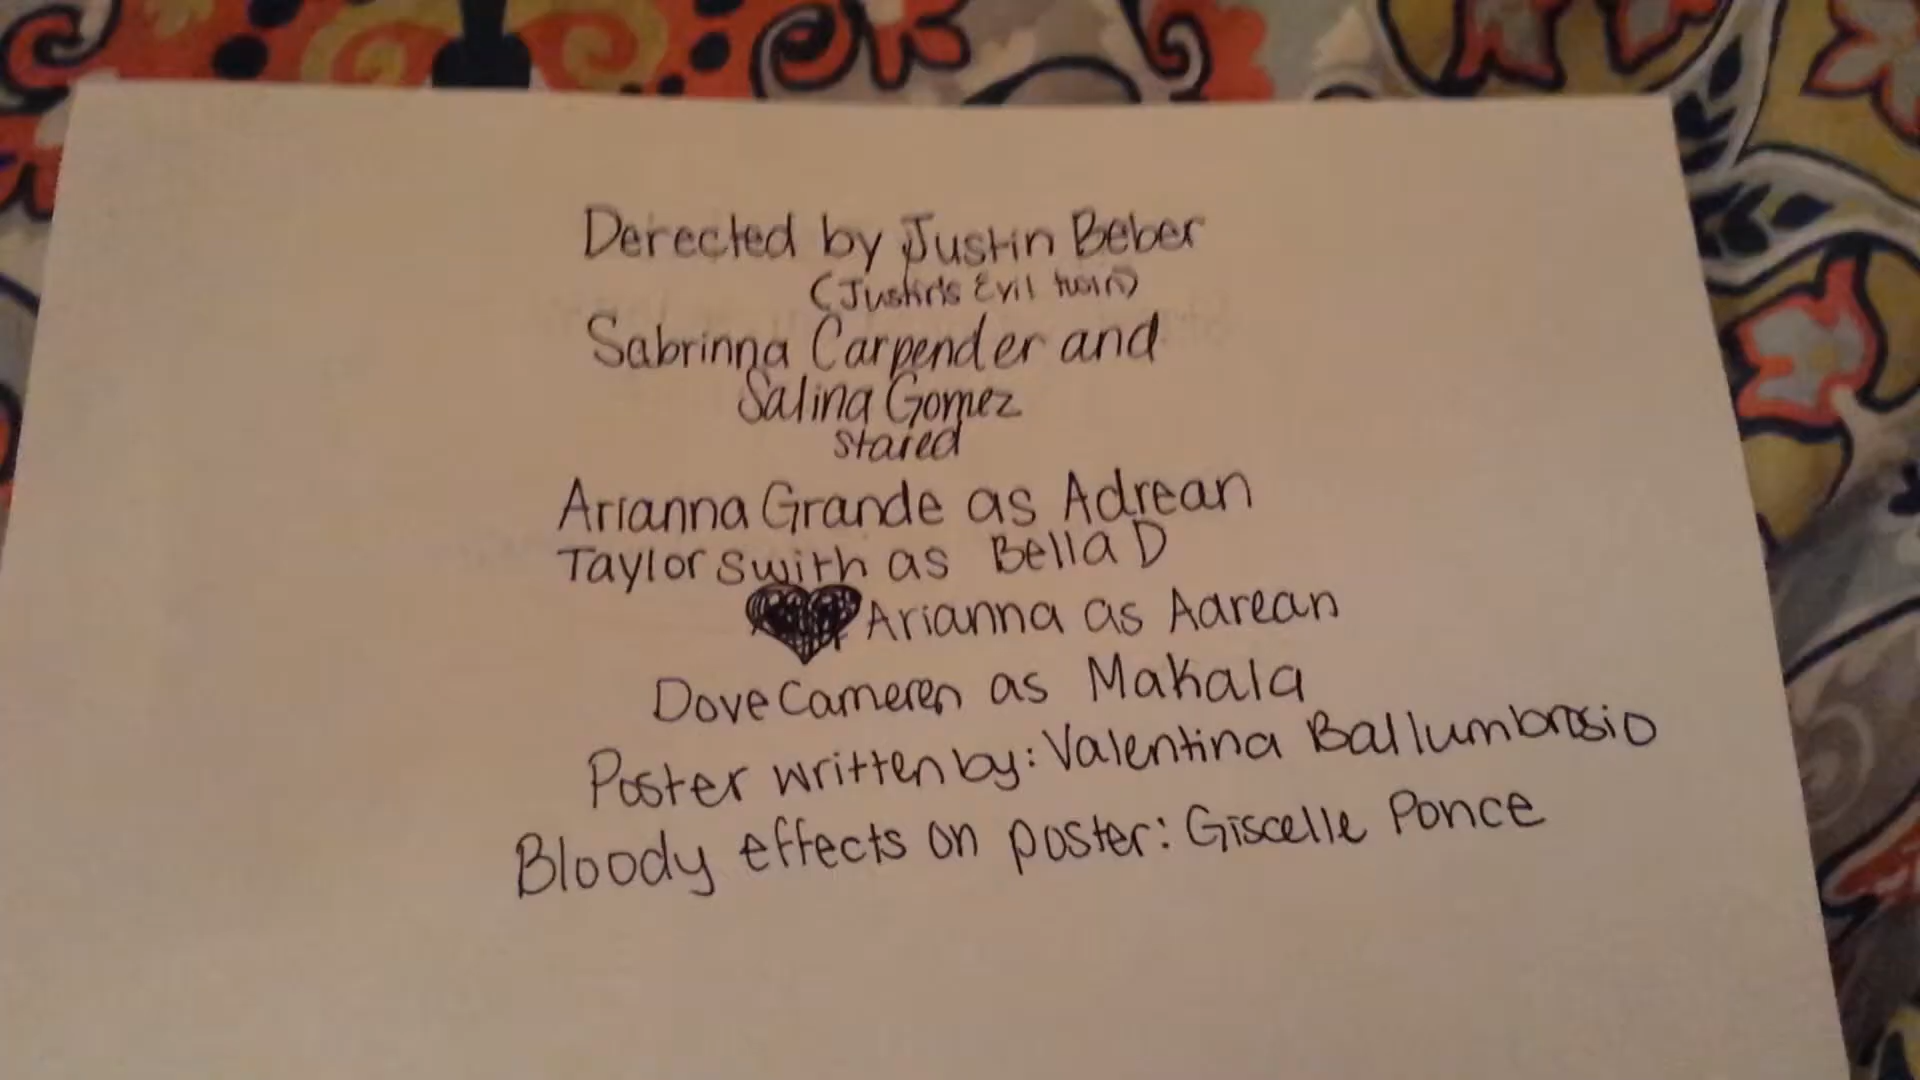 Derected by Justin Beber
(Justin's Evil twin)
Sabrinna Carpender and
Salina Gomez
stared
Arianna Grande as Adrean
Taylor Swith as Bella D
Arianna as Aarean
Dove Cameren as Makala
Poster written by: Valentina Ballumbrosio
Bloody effects on poster: Giscelle Ponce